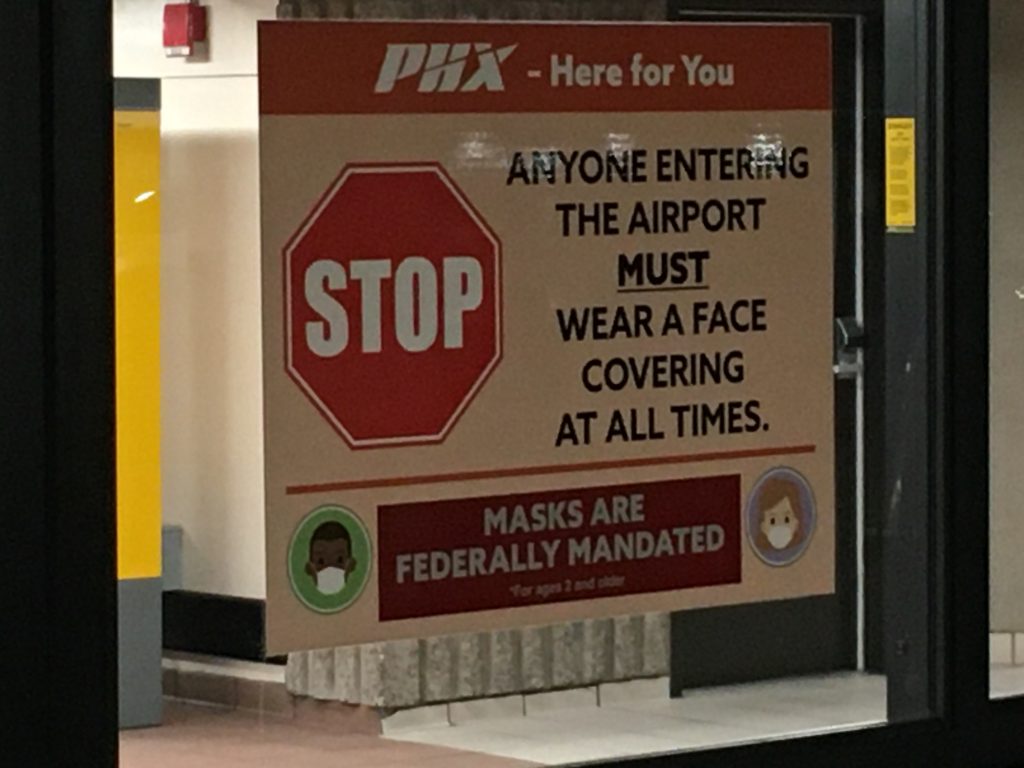 PHX - Here for You
STOP
ANYONE ENTERING
THE AIRPORT
MUST
WEAR A FACE
COVERING
AT ALL TIMES.
MASKS ARE
FEDERALLY MANDATED
*For ages 2 and older